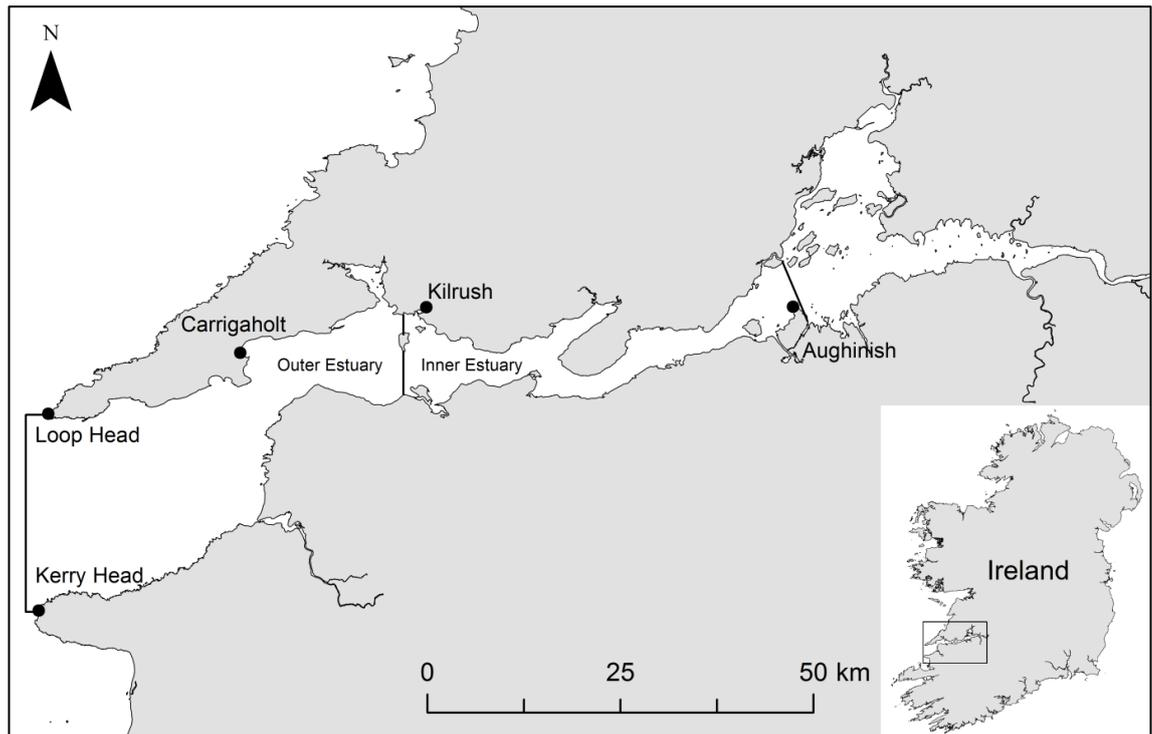 N
Kilrush
Carrigaholt
Outer Estuary
Inner Estuary
Aughinish
Loop Head
Kerry Head
Ireland
0 25 50 km